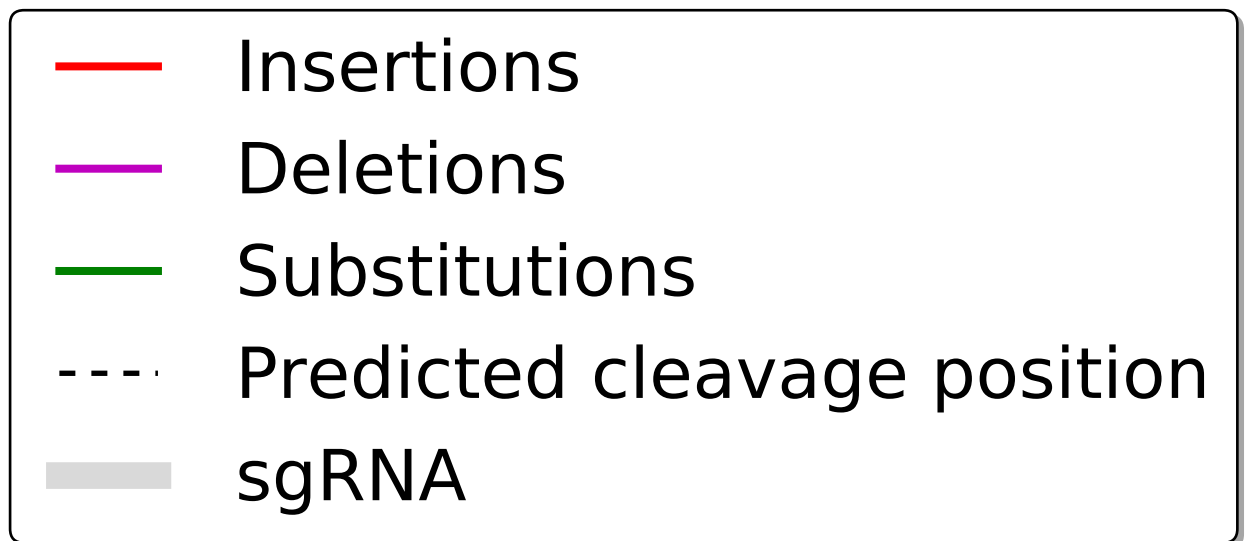 Insertions
Deletions
Substitutions
Predicted cleavage position
sgRNA